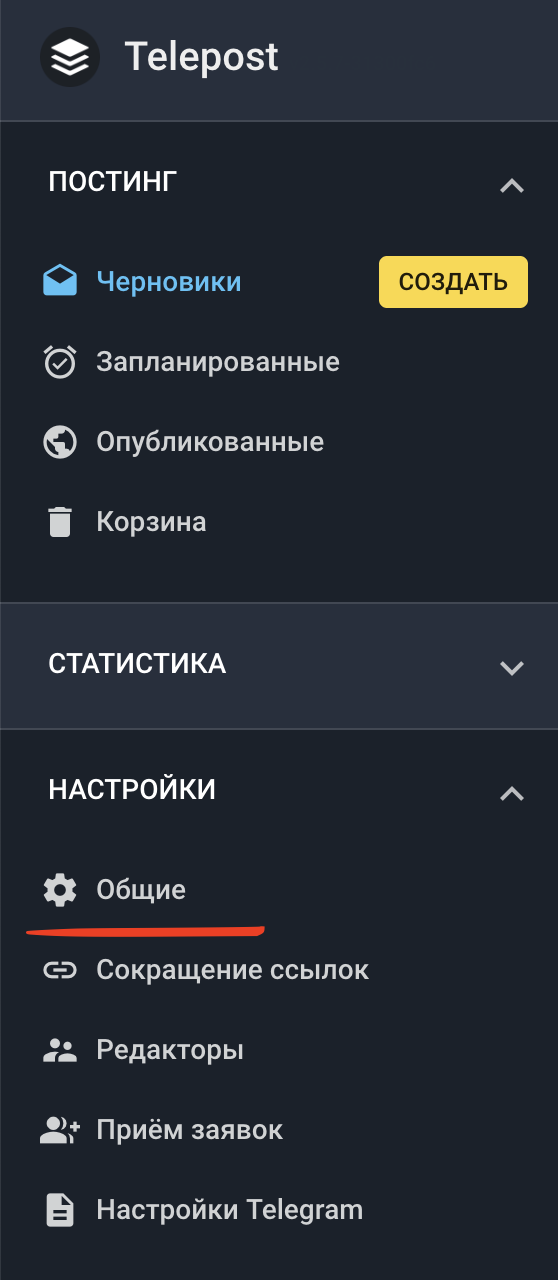 Telepost
ПОСТИНГ
Черновики
СОЗДАТЬ
Запланированные
Опубликованные
Корзина
СТАТИСТИКА
НАСТРОЙКИ
Общие
Сокращение ссылок
Редакторы
Приём заявок
Настройки Telegram